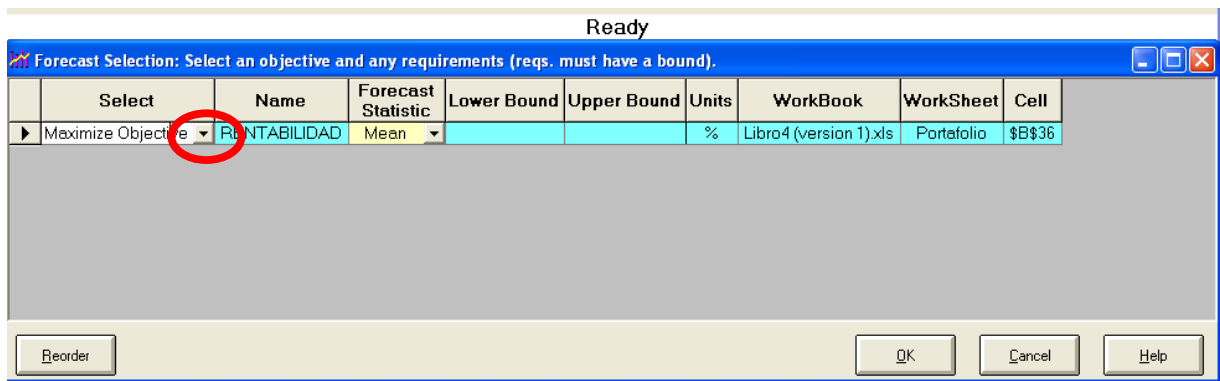 Ready
Forecast Selection: Select an objective and any requirements (reqs. must have a bound).
Select Name Forecast Statistic Lower Bound Upper Bound Units WorkBook WorkSheet Cell
Maximize Objective RENTABILIDAD Mean % Libro4 (version 1).xls Portafolio $B$36
Reorder OK Cancel Help